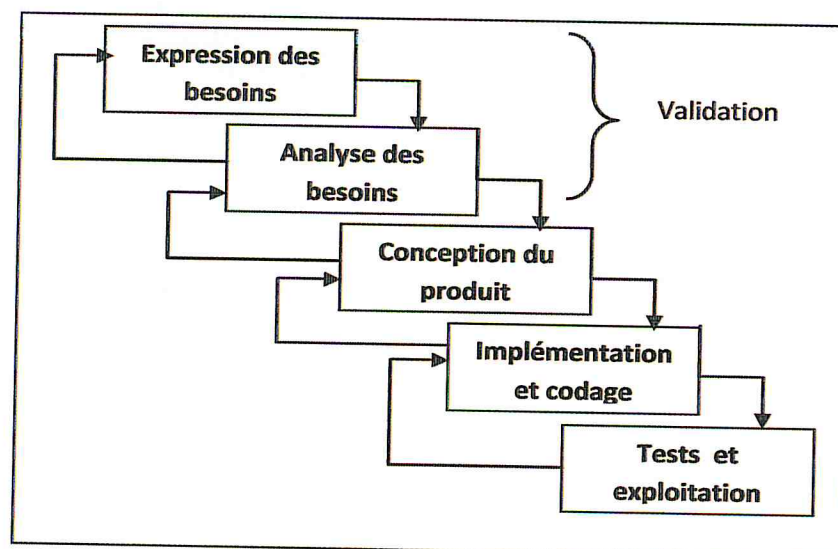 Expression des
besoins
Validation
Analyse des
besoins
Conception du
produit
Implémentation
et codage
Tests et
exploitation